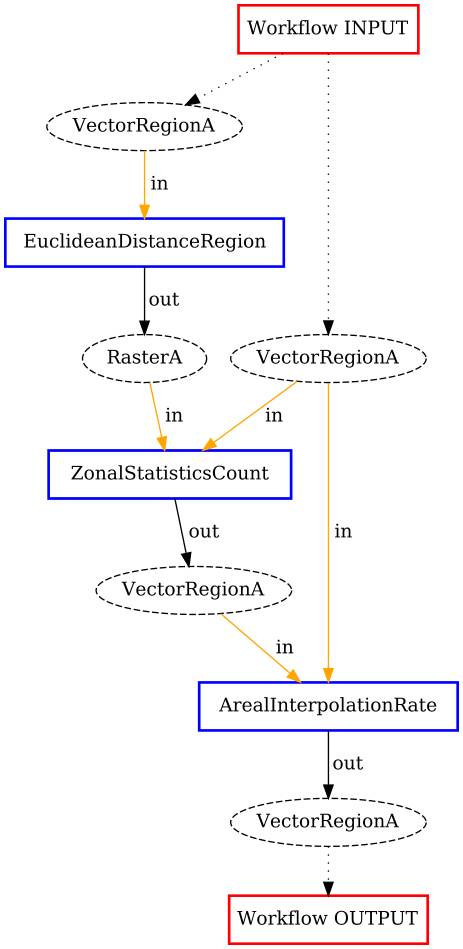 Workflow INPUT
VectorRegionA
in
EuclideanDistanceRegion
out
RasterA
VectorRegionA
in
in
ZonalStatisticsCount
out
in
VectorRegionA
in
ArealInterpolationRate
out
VectorRegionA
Workflow OUTPUT